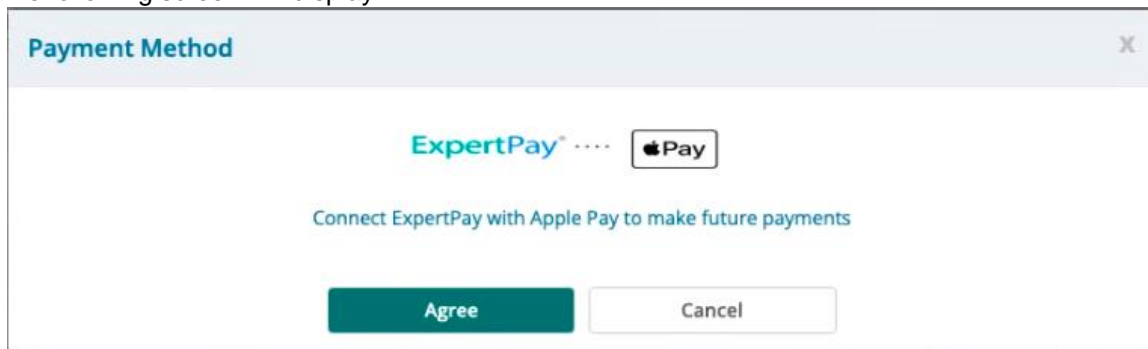 Payment Method X
ExpertPay® ···· Pay
Connect ExpertPay with Apple Pay to make future payments
Agree Cancel